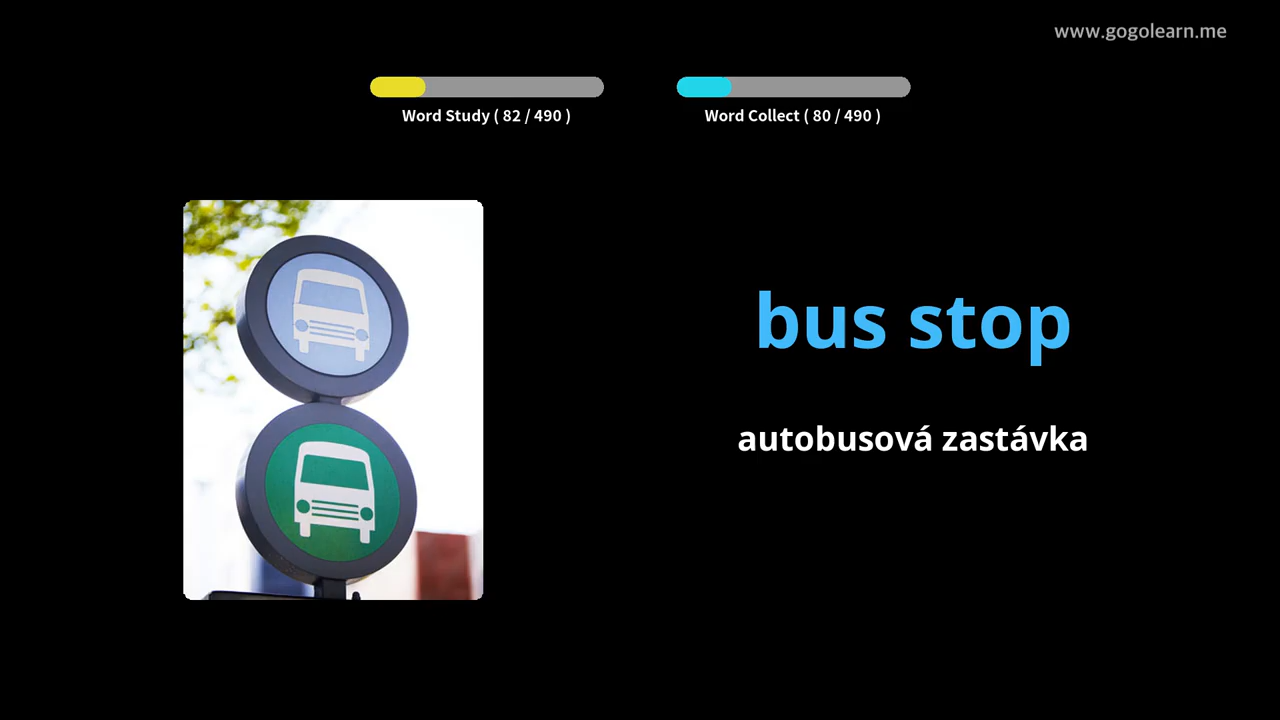 www.gogolearn.me
Word Study ( 82 / 490 )
Word Collect ( 80 / 490 )
bus stop
autobusová zastávka